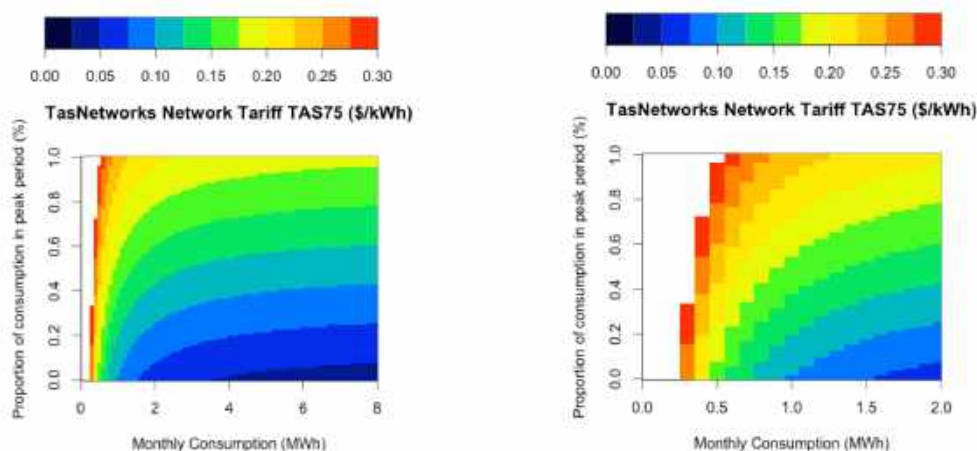 0.00 0.05 0.10 0.15 0.20 0.25 0.30
TasNetworks Network Tariff TAS75 ($/kWh)
Proportion of consumption in peak period (%)
1.0
0.8
0.6
0.4
0.2
0.0
0 2 4 6 8
Monthly Consumption (MWh)
0.00 0.05 0.10 0.15 0.20 0.25 0.30
TasNetworks Network Tariff TAS75 ($/kWh)
Proportion of consumption in peak period (%)
1.0
0.8
0.6
0.4
0.2
0.0
0.0 0.5 1.0 1.5 2.0
Monthly Consumption (MWh)